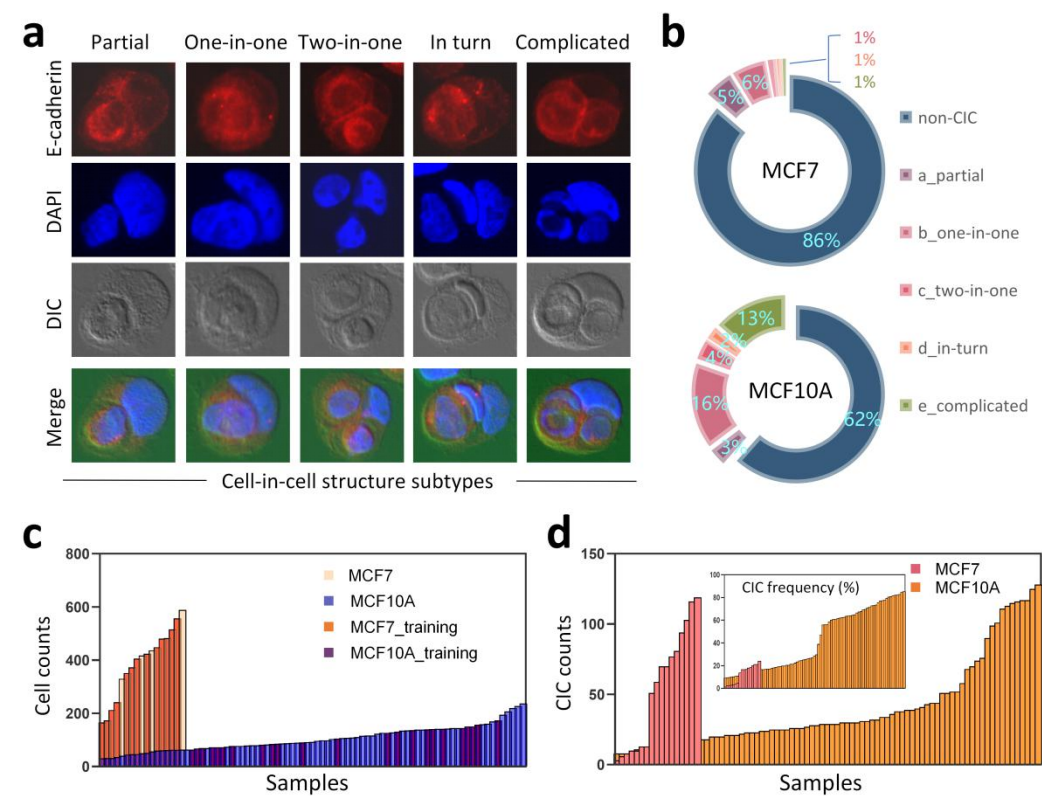 a
Partial
One-in-one
Two-in-one
In turn
Complicated
E-cadherin
DAPI
DIC
Merge
Cell-in-cell structure subtypes
b
1%
1%
1%
6%
5%
MCF7
86%
non-CIC
a_partial
b_one-in-one
c_two-in-one
d_in-turn
e_complicated
13%
4%
16%
3%
MCF10A
62%
c
800
600
400
200
0
Cell counts
MCF7
MCF10A
MCF7_training
MCF10A_training
Samples
d
150
100
50
0
CIC counts
CIC frequency (%)
100
80
60
40
20
0
MCF7
MCF10A
Samples